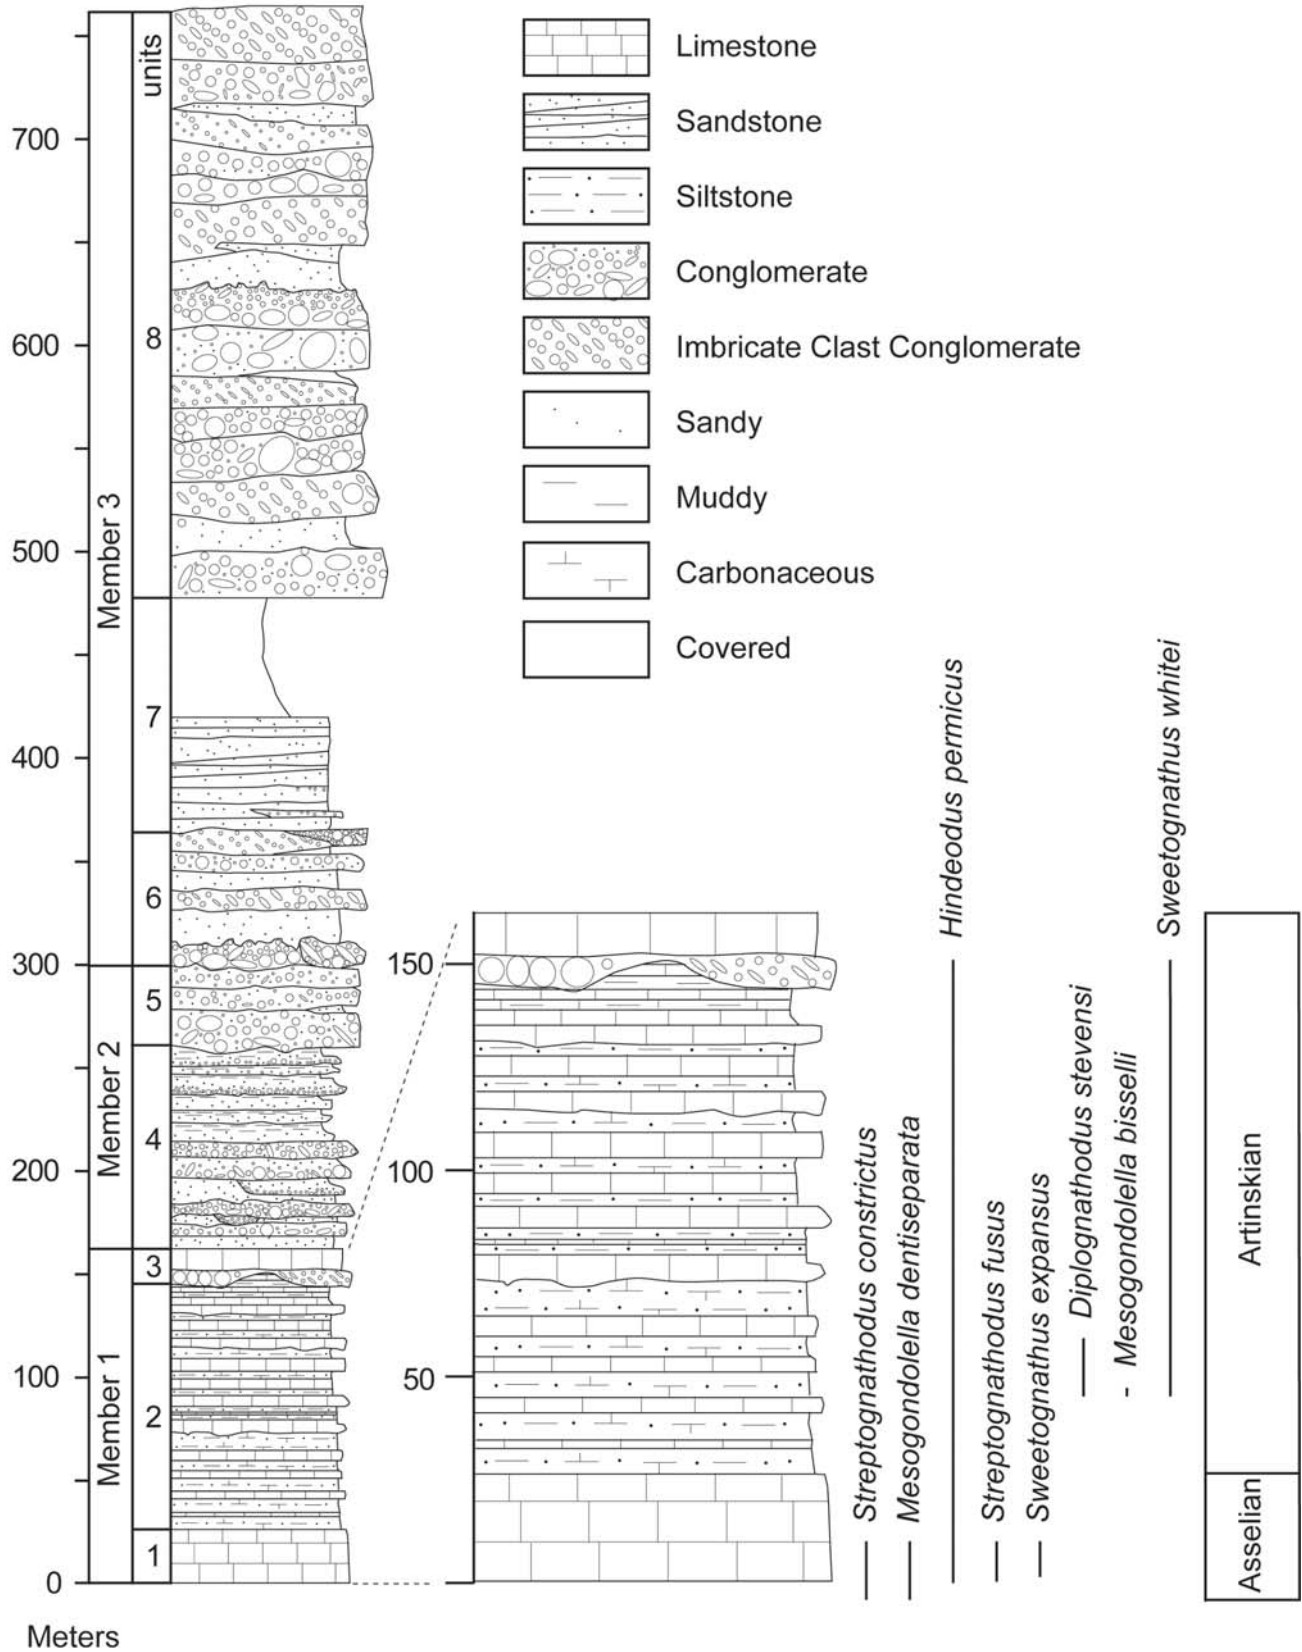 units
Limestone
Sandstone
Siltstone
Conglomerate
Imbricate Clast Conglomerate
Sandy
Muddy
Carbonaceous
Covered
700
600
500
400
300
200
100
0
Meters
Member 3
Member 2
Member 1
8
7
6
5
4
3
2
1
150
100
50
Streptognathodus constrictus
Mesogondolella dentiseparata
Hindeodus permicus
Streptognathodus fusus
Sweetognathus expansus
Diplognathodus stevensi
Mesogondolella bisselli
Sweetognathus whitei
Artinskian
Asselian